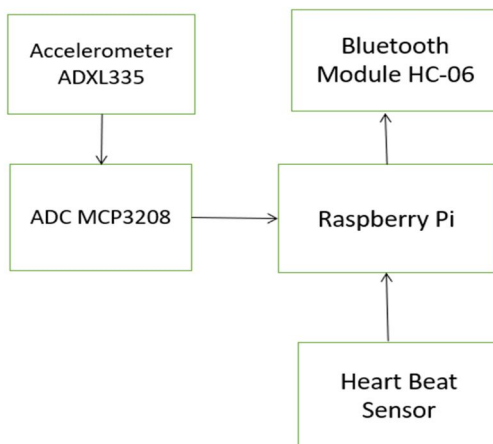 Accelerometer
ADXL335
Bluetooth
Module HC-06
ADC MCP3208
Raspberry Pi
Heart Beat
Sensor